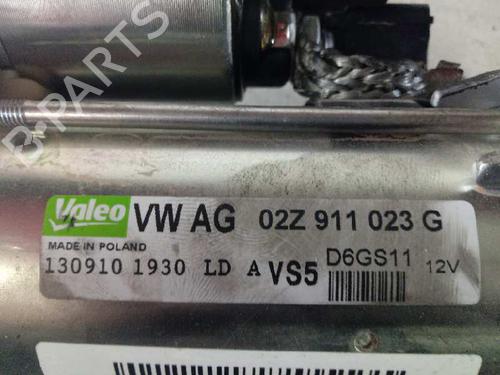 B-PARTS
Valeo VW AG 02Z 911 023 G
MADE IN POLAND
130910 1930 LD A VS5 D6GS11 12V